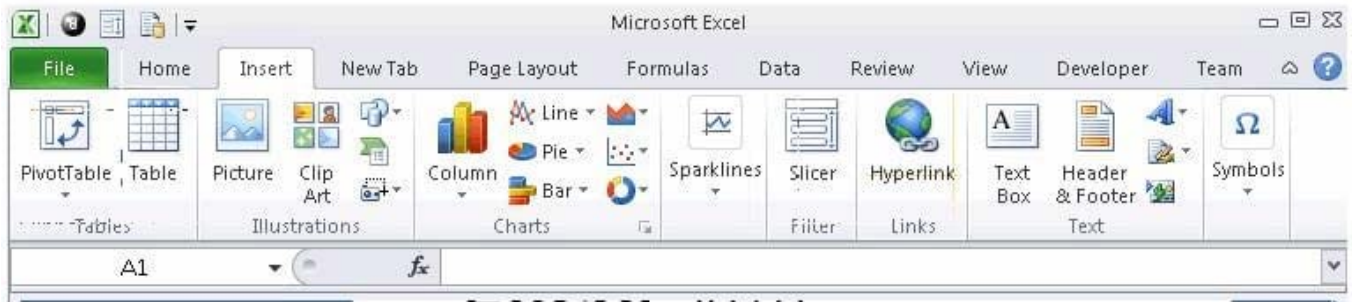 Microsoft Excel
File Home Insert New Tab Page Layout Formulas Data Review View Developer Team
PivotTable Table Picture Clip Art Column Line Pie Bar Sparklines Slicer Hyperlink Text Box Header & Footer Symbols
Tables Illustrations Charts Filter Links Text
A1 fx